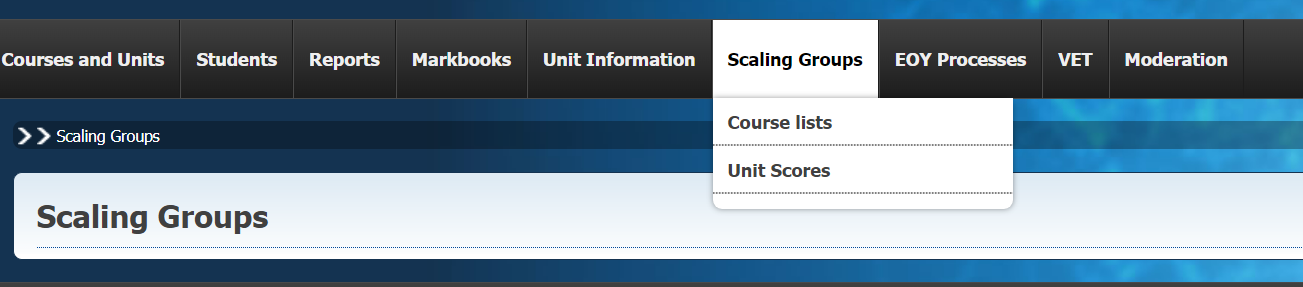 Courses and Units Students Reports Markbooks Unit Information Scaling Groups EOY Processes VET Moderation
Course lists
Scaling Groups
Unit Scores
Scaling Groups